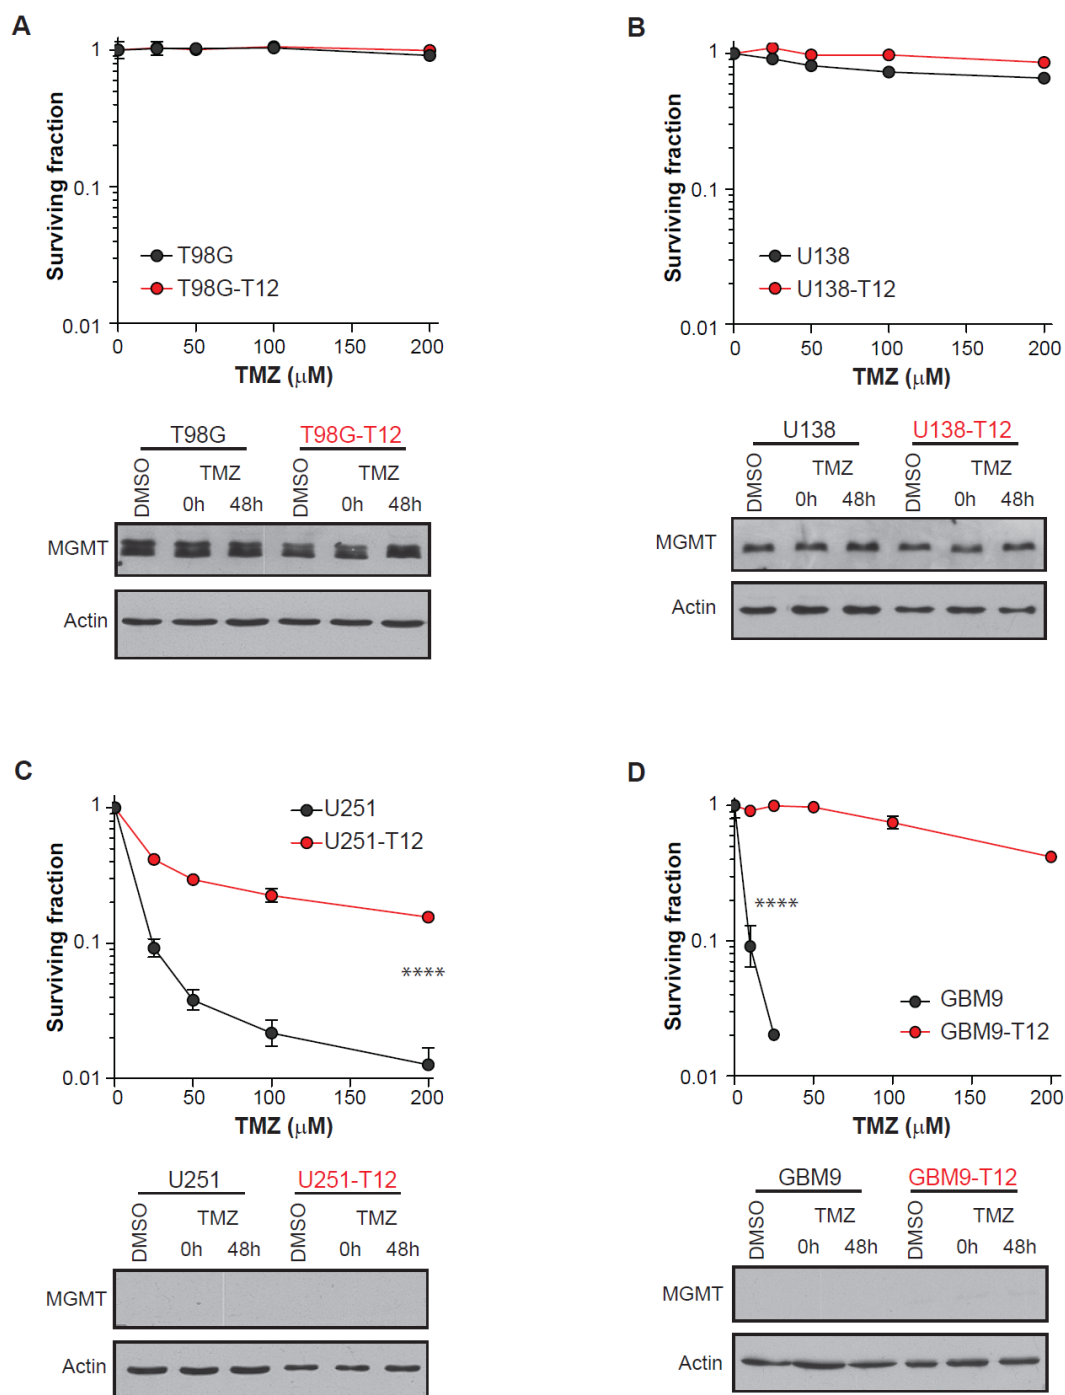 A
1
0.1
0.01
Surviving fraction
T98G
T98G-T12
0 50 100 150 200
TMZ (μM)
T98G T98G-T12
DMSO TMZ DMSO TMZ
0h 48h 0h 48h
MGMT
Actin
B
1
0.1
0.01
Surviving fraction
U138
U138-T12
0 50 100 150 200
TMZ (μM)
U138 U138-T12
DMSO TMZ DMSO TMZ
0h 48h 0h 48h
MGMT
Actin
C
1
0.1
0.01
Surviving fraction
U251
U251-T12
****
0 50 100 150 200
TMZ (μM)
U251 U251-T12
DMSO TMZ DMSO TMZ
0h 48h 0h 48h
MGMT
Actin
D
1
0.1
0.01
Surviving fraction
****
GBM9
GBM9-T12
0 50 100 150 200
TMZ (μM)
GBM9 GBM9-T12
DMSO TMZ DMSO TMZ
0h 48h 0h 48h
MGMT
Actin